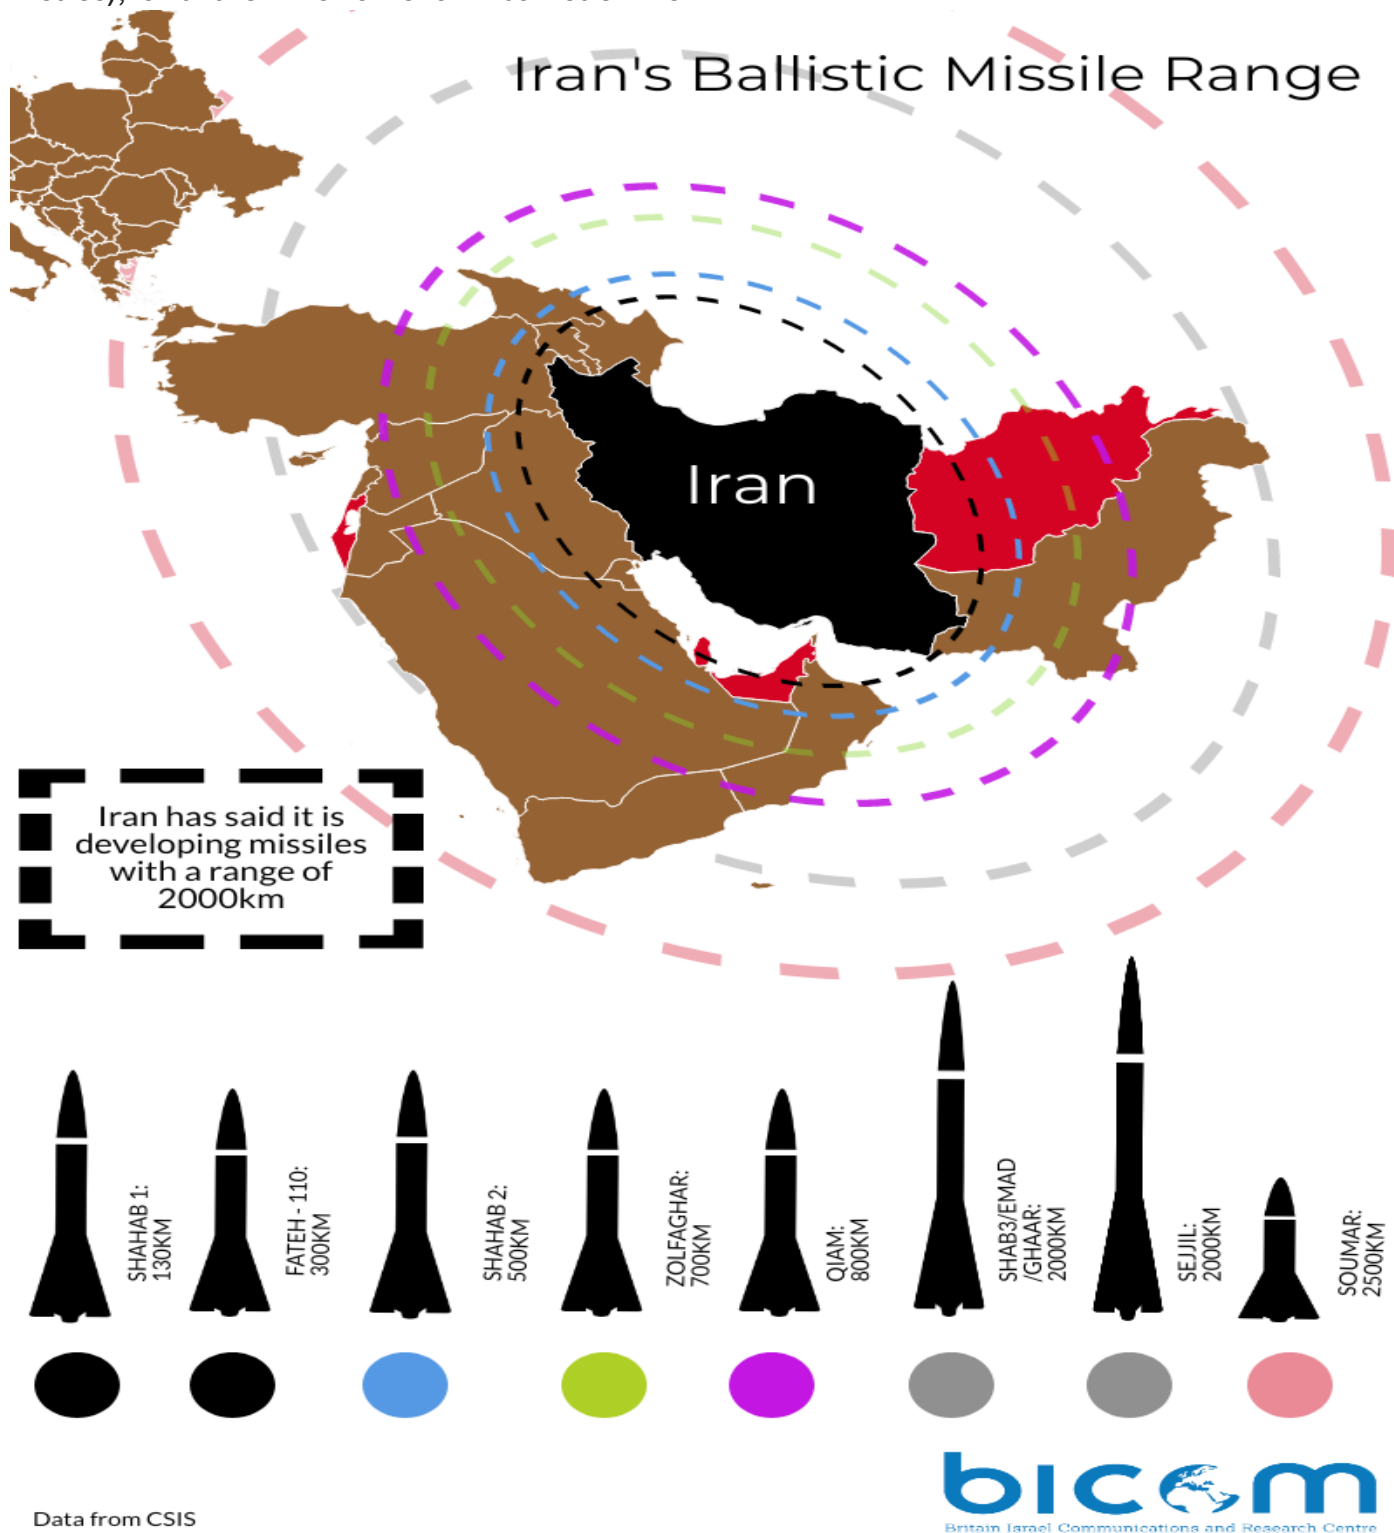 Iran's Ballistic Missile Range
Iran
Iran has said it is
developing missiles
with a range of
2000km
SHAHAB 1:
130KM
FATEH - 110:
300KM
SHAHAB 2:
500KM
ZOLFAGHAR:
700KM
QIAM:
800KM
SHAB3/EMAD
/GHAAR:
2000KM
SEJJIL:
2000KM
SOUMAR:
2500KM
bicom
Britain Israel Communications and Research Centre
Data from CSIS